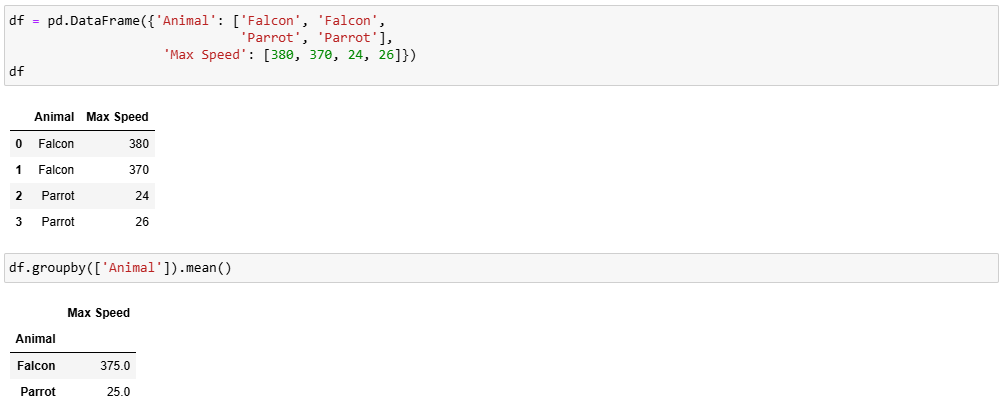 df = pd.DataFrame({'Animal': ['Falcon', 'Falcon',
                              'Parrot', 'Parrot'],
                   'Max Speed': [380, 370, 24, 26]})
df
Animal Max Speed
0 Falcon 380
1 Falcon 370
2 Parrot 24
3 Parrot 26
df.groupby(['Animal']).mean()
Max Speed
Animal
Falcon 375.0
Parrot 25.0